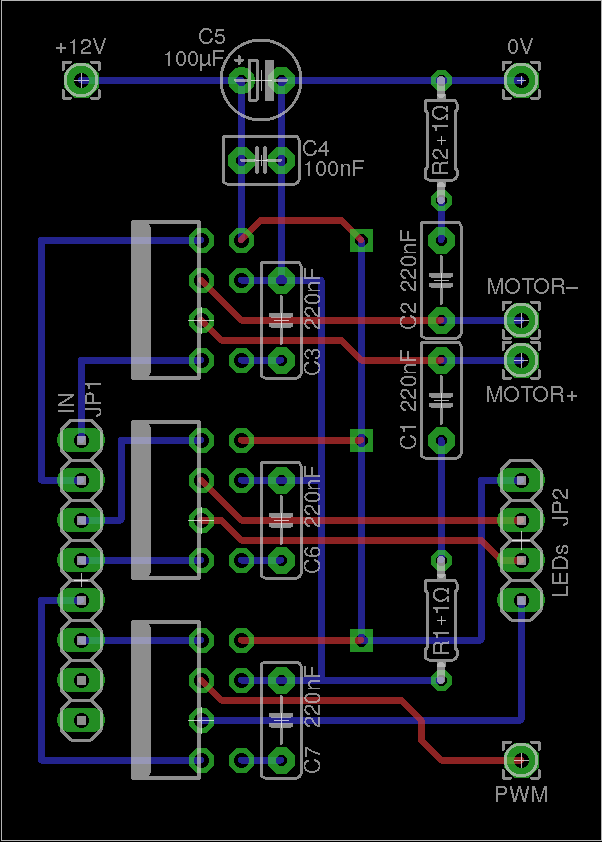 C5
+12V
0V
100µF
+
C4
100nF
R2+1Ω
220nF
C2
MOTOR−
220nF
C3
MOTOR+
220nF
C1
IN
JP1
220nF
C6
JP2
LEDs
R1+1Ω
220nF
C7
PWM